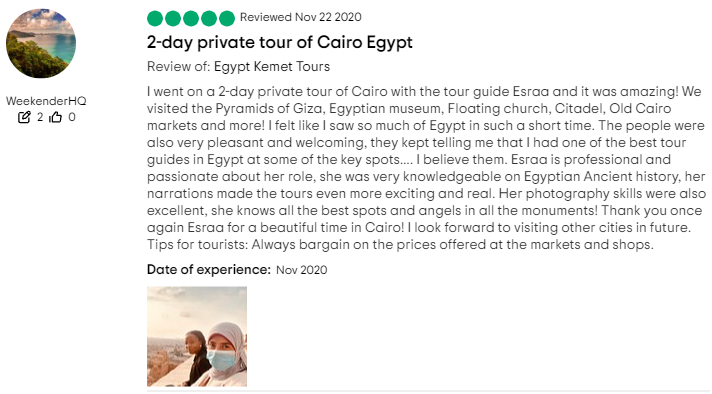 Reviewed Nov 22 2020
2-day private tour of Cairo Egypt
Review of: Egypt Kemet Tours
WeekenderHQ
2 0
I went on a 2-day private tour of Cairo with the tour guide Esraa and it was amazing! We
visited the Pyramids of Giza, Egyptian museum, Floating church, Citadel, Old Cairo
markets and more! I felt like I saw so much of Egypt in such a short time. The people were
also very pleasant and welcoming, they kept telling me that I had one of the best tour
guides in Egypt at some of the key spots.... I believe them. Esraa is professional and
passionate about her role, she was very knowledgeable on Egyptian Ancient history, her
narrations made the tours even more exciting and real. Her photography skills were also
excellent, she knows all the best spots and angels in all the monuments! Thank you once
again Esraa for a beautiful time in Cairo! I look forward to visiting other cities in future.
Tips for tourists: Always bargain on the prices offered at the markets and shops.
Date of experience: Nov 2020